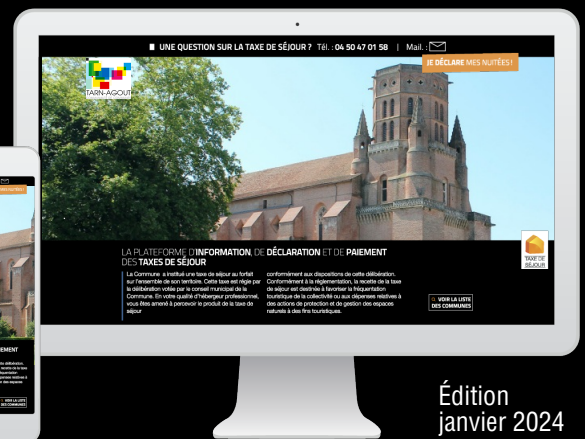 UNE QUESTION SUR LA TAXE DE SÉJOUR ? Tél. : 04 50 47 01 58 | Mail. :
JE DÉCLARE MES NUITÉES !
TARN-AGOUT
LA PLATEFORME D'INFORMATION, DE DÉCLARATION ET DE PAIEMENT
DES TAXES DE SÉJOUR
La Commune a institué une taxe de séjour au forfait
sur l'ensemble de son territoire. Cette taxe est régie par
la délibération votée par le conseil municipal de la
Commune. En votre qualité d'hébergeur professionnel,
vous êtes amené à percevoir le produit de la taxe de
séjour
conformément aux dispositions de cette délibération.
Conformément à la réglementation, la recette de la taxe
de séjour est destinée à favoriser la fréquentation
touristique de la collectivité ou aux dépenses relatives à
des actions de protection et de gestion des espaces
naturels à des fins touristiques.
VOIR LA LISTE
DES COMMUNES
TAXE DE
SÉJOUR
IEMENT
VOIR LA LISTE
DES COMMUNES
Édition
janvier 2024